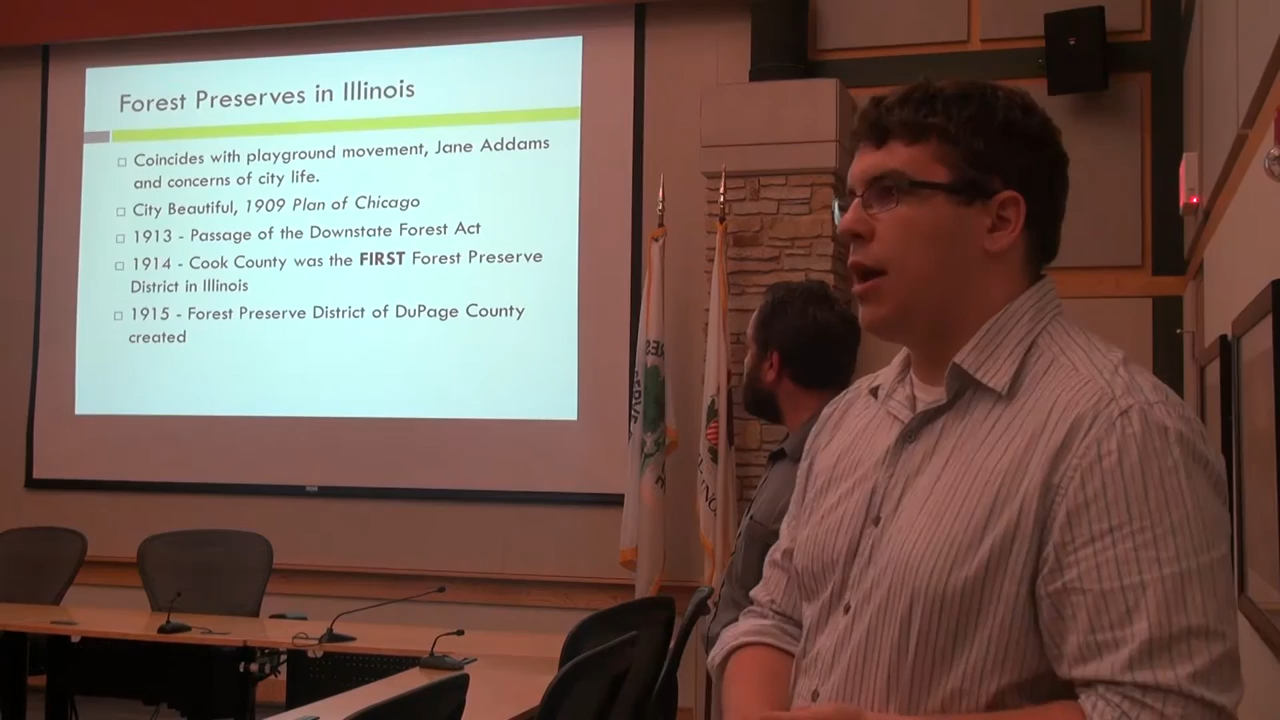 Forest Preserves in Illinois
□ Coincides with playground movement, Jane Addams
and concerns of city life.
□ City Beautiful, 1909 Plan of Chicago
□ 1913 - Passage of the Downstate Forest Act
□ 1914 - Cook County was the FIRST Forest Preserve
District in Illinois
□ 1915 - Forest Preserve District of DuPage County
created